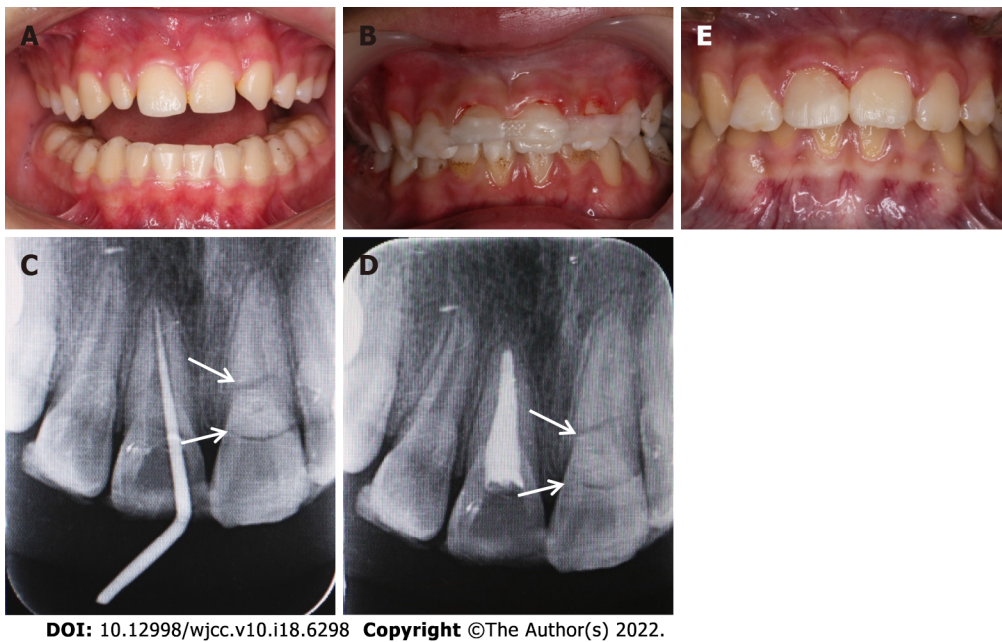 A
B
E
C
D
DOI: 10.12998/wjcc.v10.i18.6298 Copyright ©The Author(s) 2022.